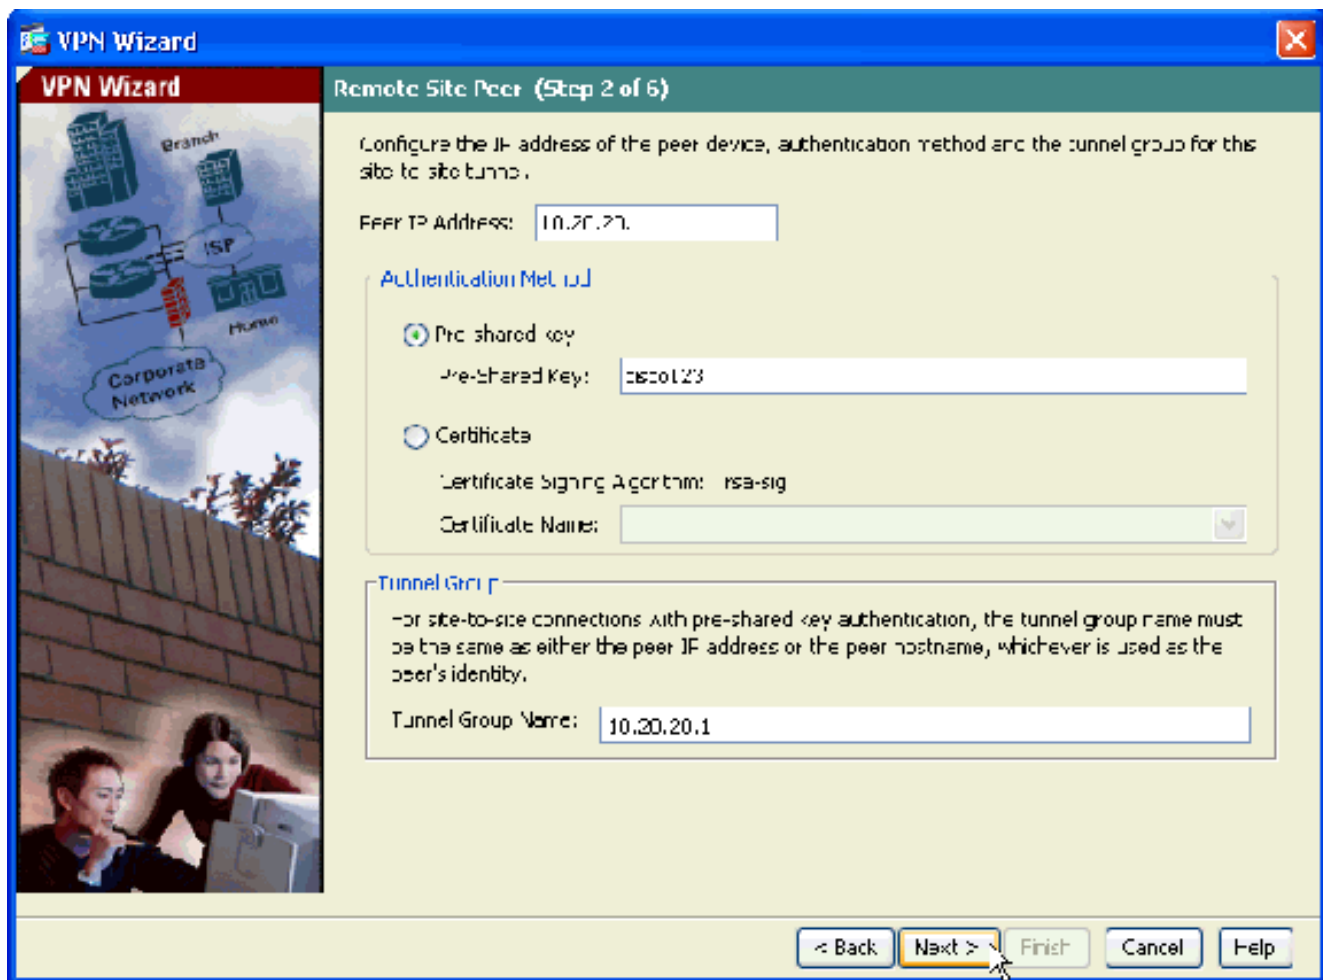 VPN Wizard
VPN Wizard
Remote Site Peer (Step 2 of 6)
Branch
ISP
Home
Corporate
Network
Configure the IP address of the peer device, authentication method and the tunnel group for this
site-to-site tunnel.
Peer IP Address: 10.20.20.
Authentication Method
Pre-shared key
Pre-Shared Key: cisco123
Certificate
Certificate Signing Algorithm: rsa-sig
Certificate Name:
Tunnel Group
For site-to-site connections with pre-shared key authentication, the tunnel group name must
be the same as either the peer IP address or the peer hostname, whichever is used as the
peer's identity.
Tunnel Group Name: 10.20.20.1
< Back Next > Finish Cancel Help